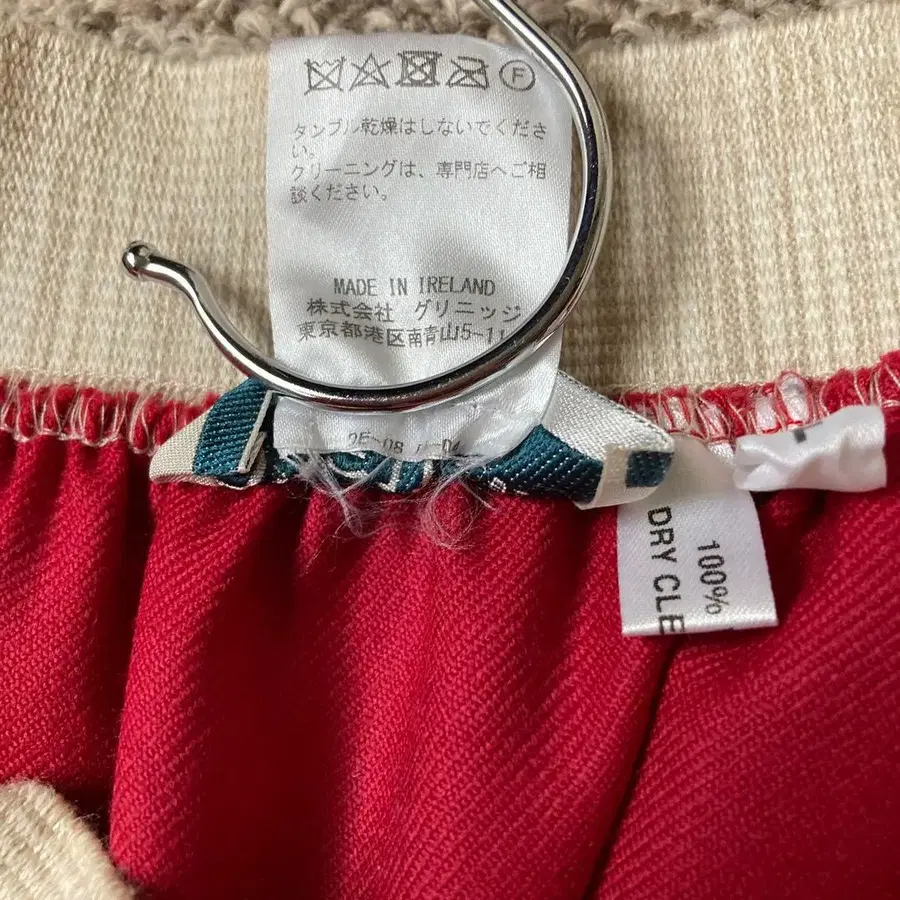 F
タンブル乾燥はしないでくださ
い。
クリーニングは、専門店へご相
談ください。
MADE IN IRELAND
株式会社 グリニッジ
東京都港区南青山5-11
100%
DRY CLE